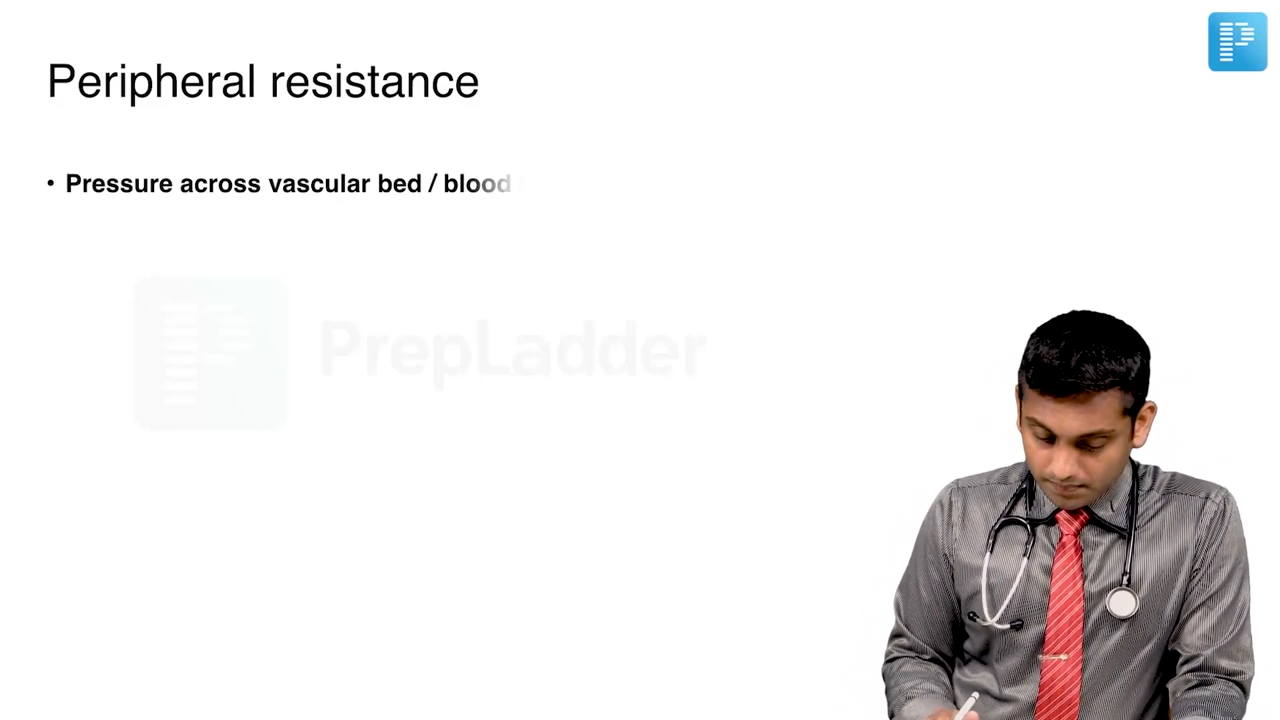 Peripheral resistance
• Pressure across vascular bed / blood
PrepLadder